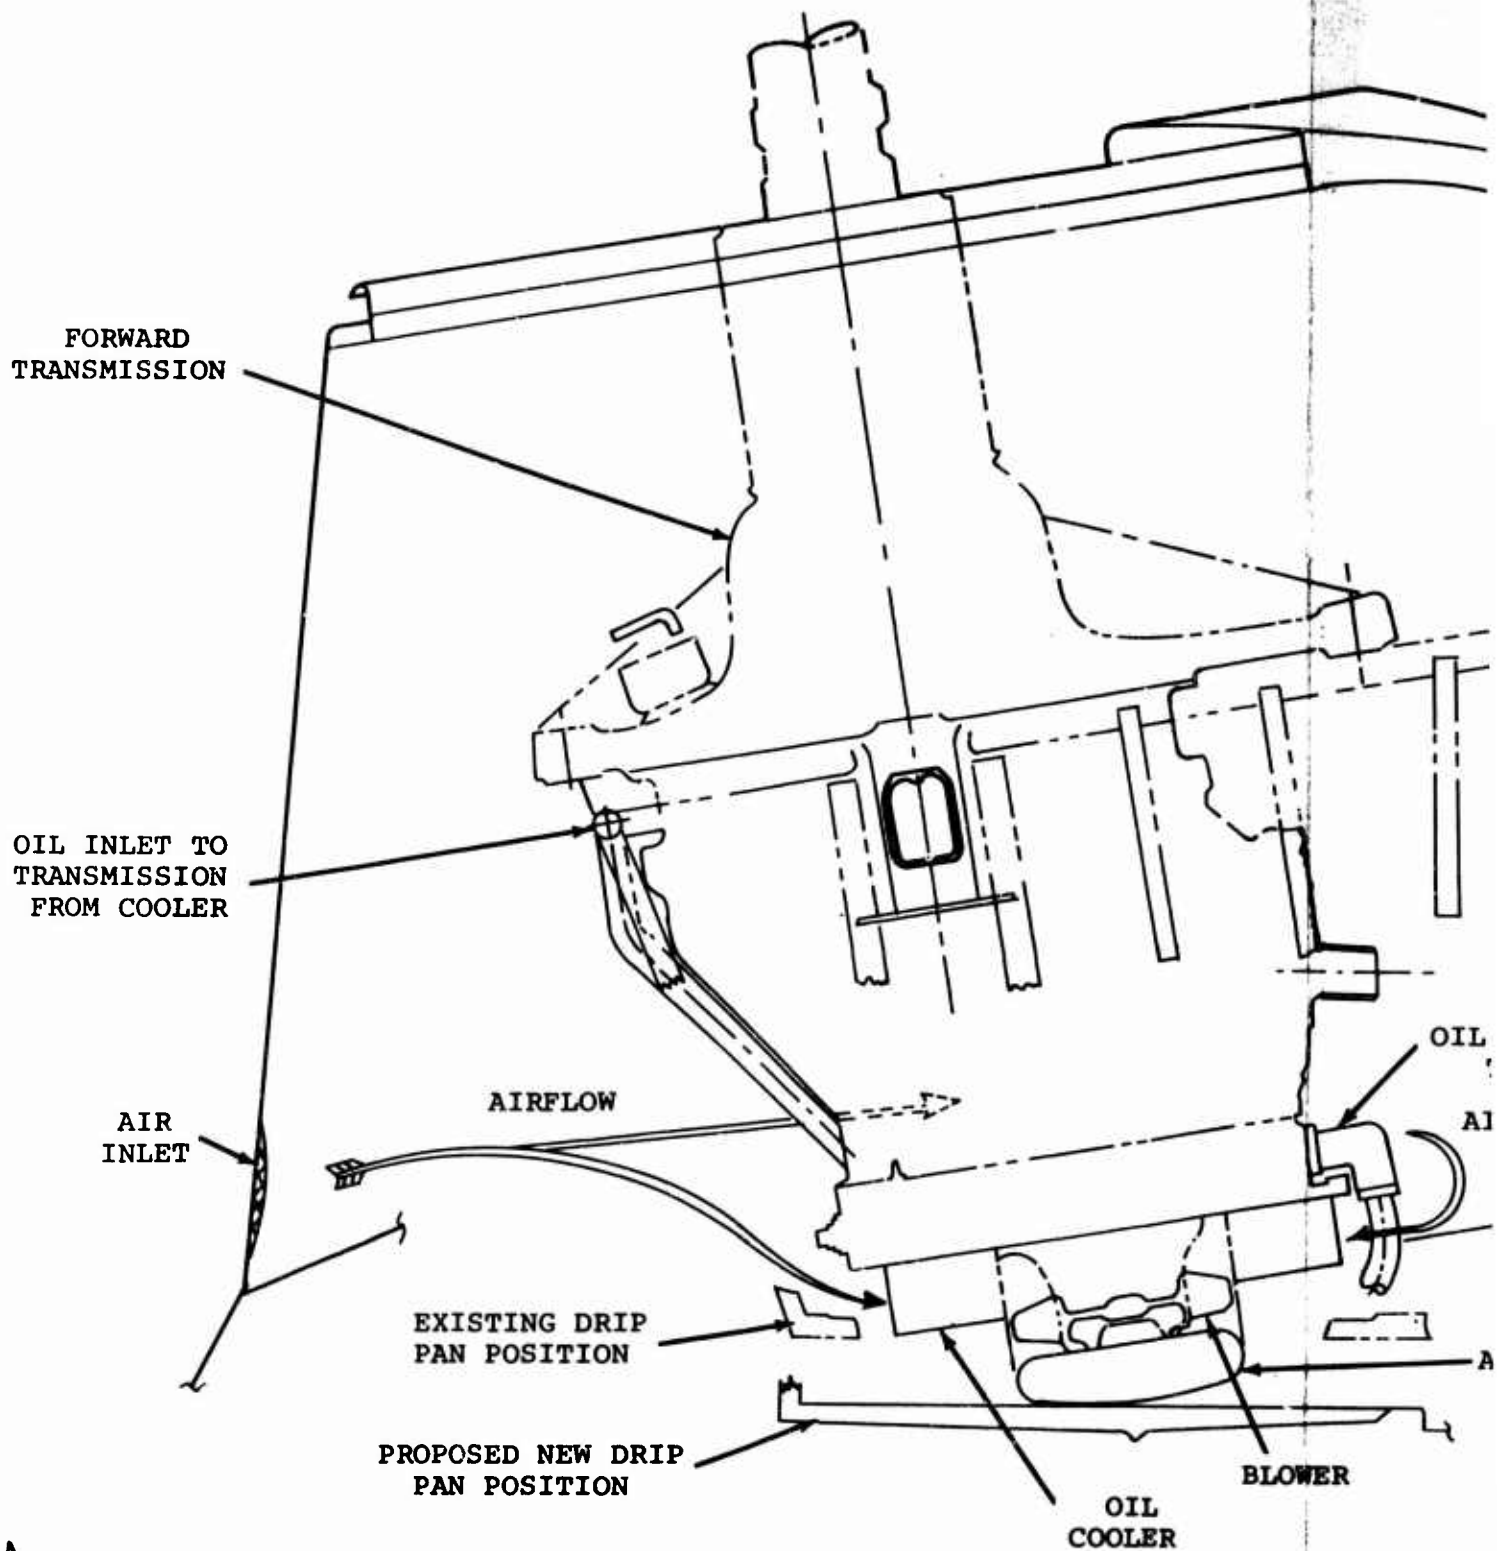 FORWARD
TRANSMISSION
OIL INLET TO
TRANSMISSION
FROM COOLER
OIL
AIRFLOW
AIR
INLET
EXISTING DRIP
PAN POSITION
A
PROPOSED NEW DRIP
PAN POSITION
BLOWER
OIL
COOLER